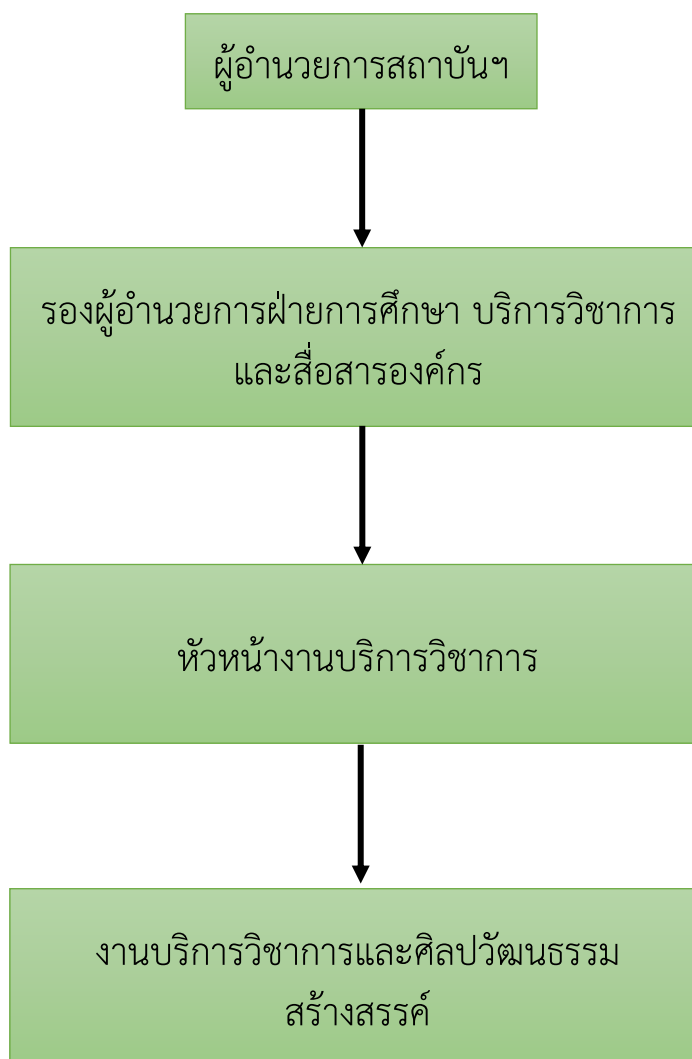 ผู้อำนวยการสถาบันฯ
รองผู้อำนวยการฝ่ายการศึกษา บริการวิชาการ
และสื่อสารองค์กร
หัวหน้างานบริการวิชาการ
งานบริการวิชาการและศิลปวัฒนธรรม
สร้างสรรค์